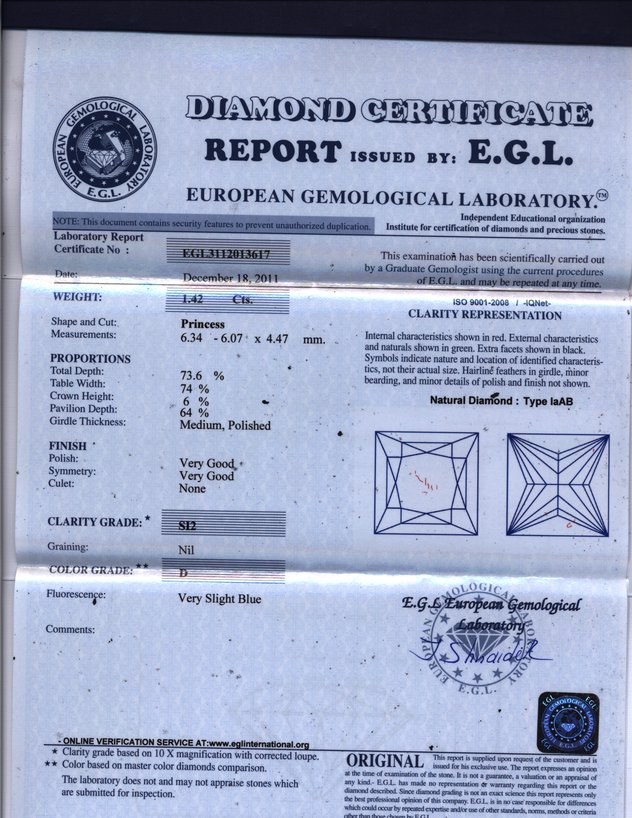 EUROPEAN GEMOLOGICAL LABORATORY
E.G.L.
DIAMOND CERTIFICATE
REPORT ISSUED BY: E.G.L.
EUROPEAN GEMOLOGICAL LABORATORY.™
NOTE: This document contains security features to prevent unauthorized duplication.
Independent Educational organization
Institute for certification of diamonds and precious stones.
Laboratory Report
Certificate No : EGL3112013617
Date: December 18, 2011
WEIGHT: 1.42 Cts.
Shape and Cut: Princess
Measurements: 6.34 - 6.07 x 4.47 mm.
PROPORTIONS
Total Depth: 73.6 %
Table Width: 74 %
Crown Height: 6 %
Pavilion Depth: 64 %
Girdle Thickness: Medium, Polished
FINISH
Polish: Very Good
Symmetry: Very Good
Culet: None
CLARITY GRADE: * SI2
Graining: Nil
COLOR GRADE: ** D
Fluorescence: Very Slight Blue
Comments:
This examination has been scientifically carried out
by a Graduate Gemologist using the current procedures
of E.G.L. and may be repeated at any time.
ISO 9001-2008 / -IQNet-
CLARITY REPRESENTATION
Internal characteristics shown in red. External characteristics
and naturals shown in green. Extra facets shown in black.
Symbols indicate nature and location of identified characteris-
tics, not their actual size. Hairline feathers in girdle, minor
bearding, and minor details of polish and finish not shown.
Natural Diamond : Type IaAB
E.G.L European Gemological
Laboratory
EUROPEAN GEMOLOGICAL LABORATORY
E.G.L.
EGL EGL
EGL EGL
- ONLINE VERIFICATION SERVICE AT:www.eglinternational.org
* Clarity grade based on 10 X magnification with corrected loupe.
** Color based on master color diamonds comparison.
The laboratory does not and may not appraise stones which
are submitted for inspection.
ORIGINAL This report is supplied upon request of the customer and is
issued for his exclusive use. The report expresses an opinion
at the time of examination of the stone. It is not a guarantee, a valuation or an appraisal of
any kind.- E.G.L. has made no representation or warranty regarding this report or the
diamond described. Since diamond grading is not an exact science this report represents only
the best professional opinion of this company. E.G.L. is in no case responsible for differences
which could occur by repeated expertise and/or use of other standards, norms, methods or criteria
other than those chosen by E.G.L.